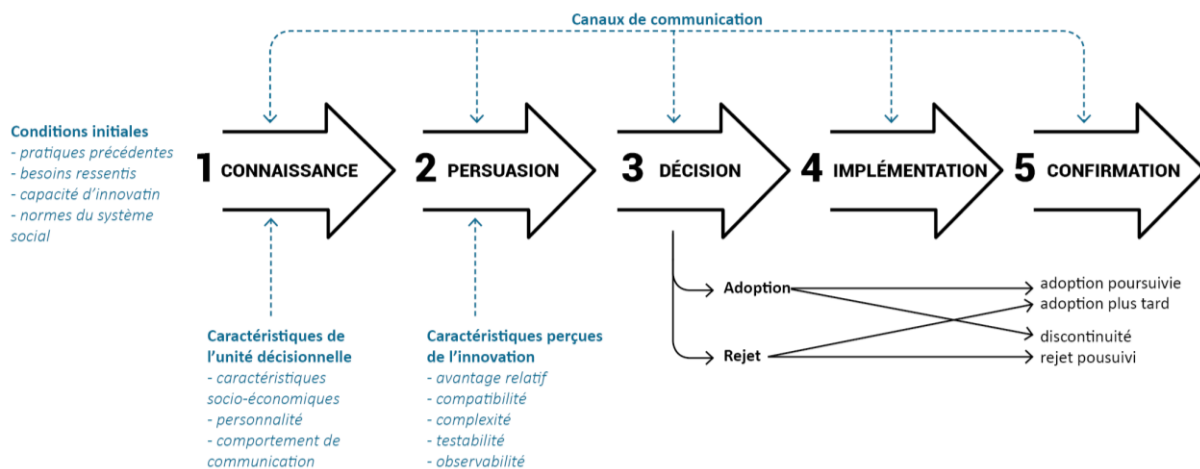 Canaux de communication
Conditions initiales
- pratiques précédentes
- besoins ressentis
- capacité d'innovatin
- normes du système
social
1 CONNAISSANCE
2 PERSUASION
3 DÉCISION
4 IMPLÉMENTATION
5 CONFIRMATION
Adoption
Rejet
adoption poursuivie
adoption plus tard
discontinuité
rejet pousuivi
Caractéristiques de
l'unité décisionnelle
- caractéristiques
socio-économiques
- personnalité
- comportement de
communication
Caractéristiques perçues
de l'innovation
- avantage relatif
- compatibilité
- complexité
- testabilité
- observabilité